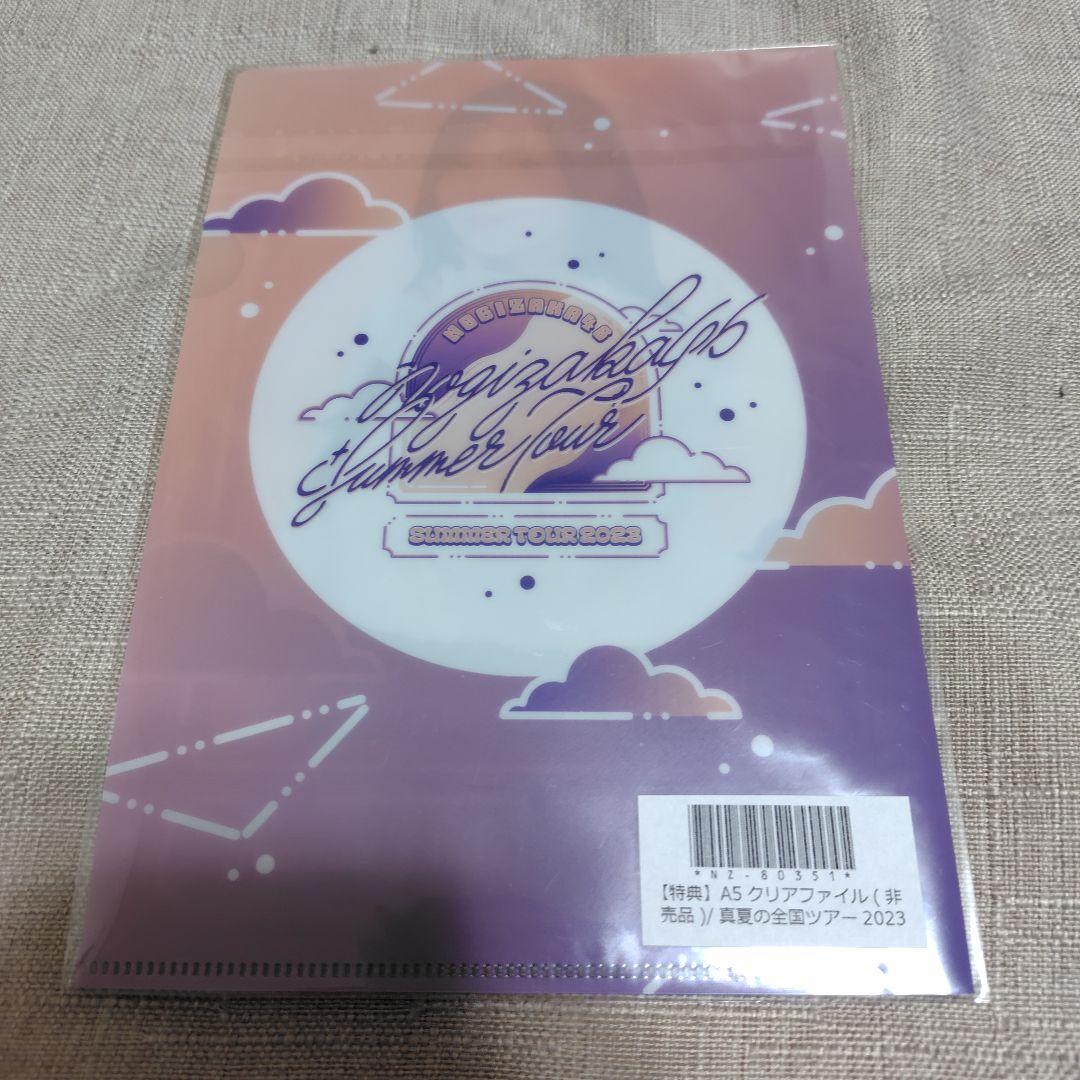 NOGIZAKA46
Nogizaka46
Summer Tour
SUMMER TOUR 2023
*NZ-80351*
【特典】A5 クリアファイル ( 非
売品 )/ 真夏の全国ツアー 2023